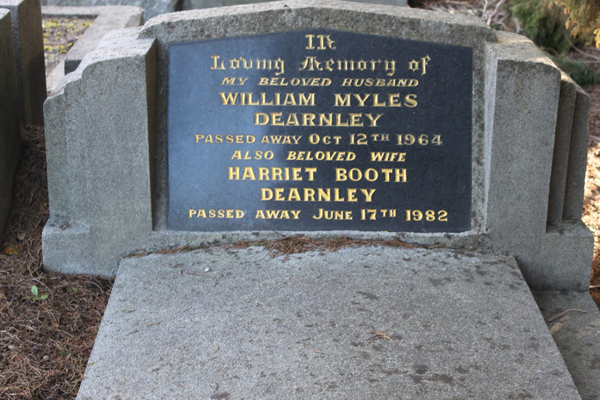 In
Loving Memory of
MY BELOVED HUSBAND
WILLIAM MYLES
DEARNLEY
PASSED AWAY OCT 12TH 1964
ALSO BELOVED WIFE
HARRIET BOOTH
DEARNLEY
PASSED AWAY JUNE 17TH 1982